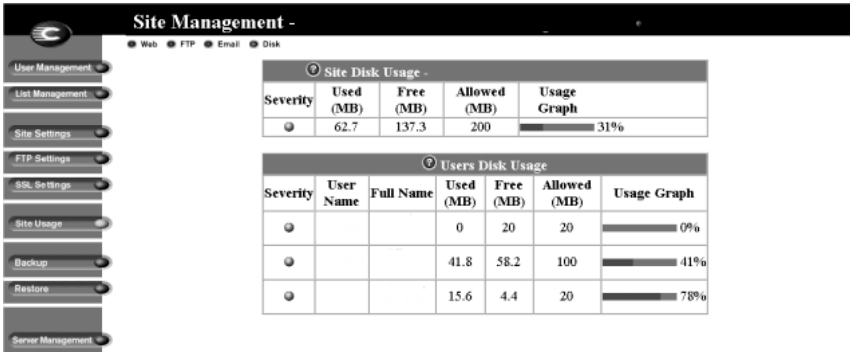 Site Management -
Web FTP Email Disk
User Management
List Management
Site Settings
FTP Settings
SSL Settings
Site Usage
Backup
Restore
Server Management
? Site Disk Usage -
Severity Used (MB) Free (MB) Allowed (MB) Usage Graph
62.7 137.3 200 31%
? Users Disk Usage
Severity User Name Full Name Used (MB) Free (MB) Allowed (MB) Usage Graph
0 20 20 0%
41.8 58.2 100 41%
15.6 4.4 20 78%